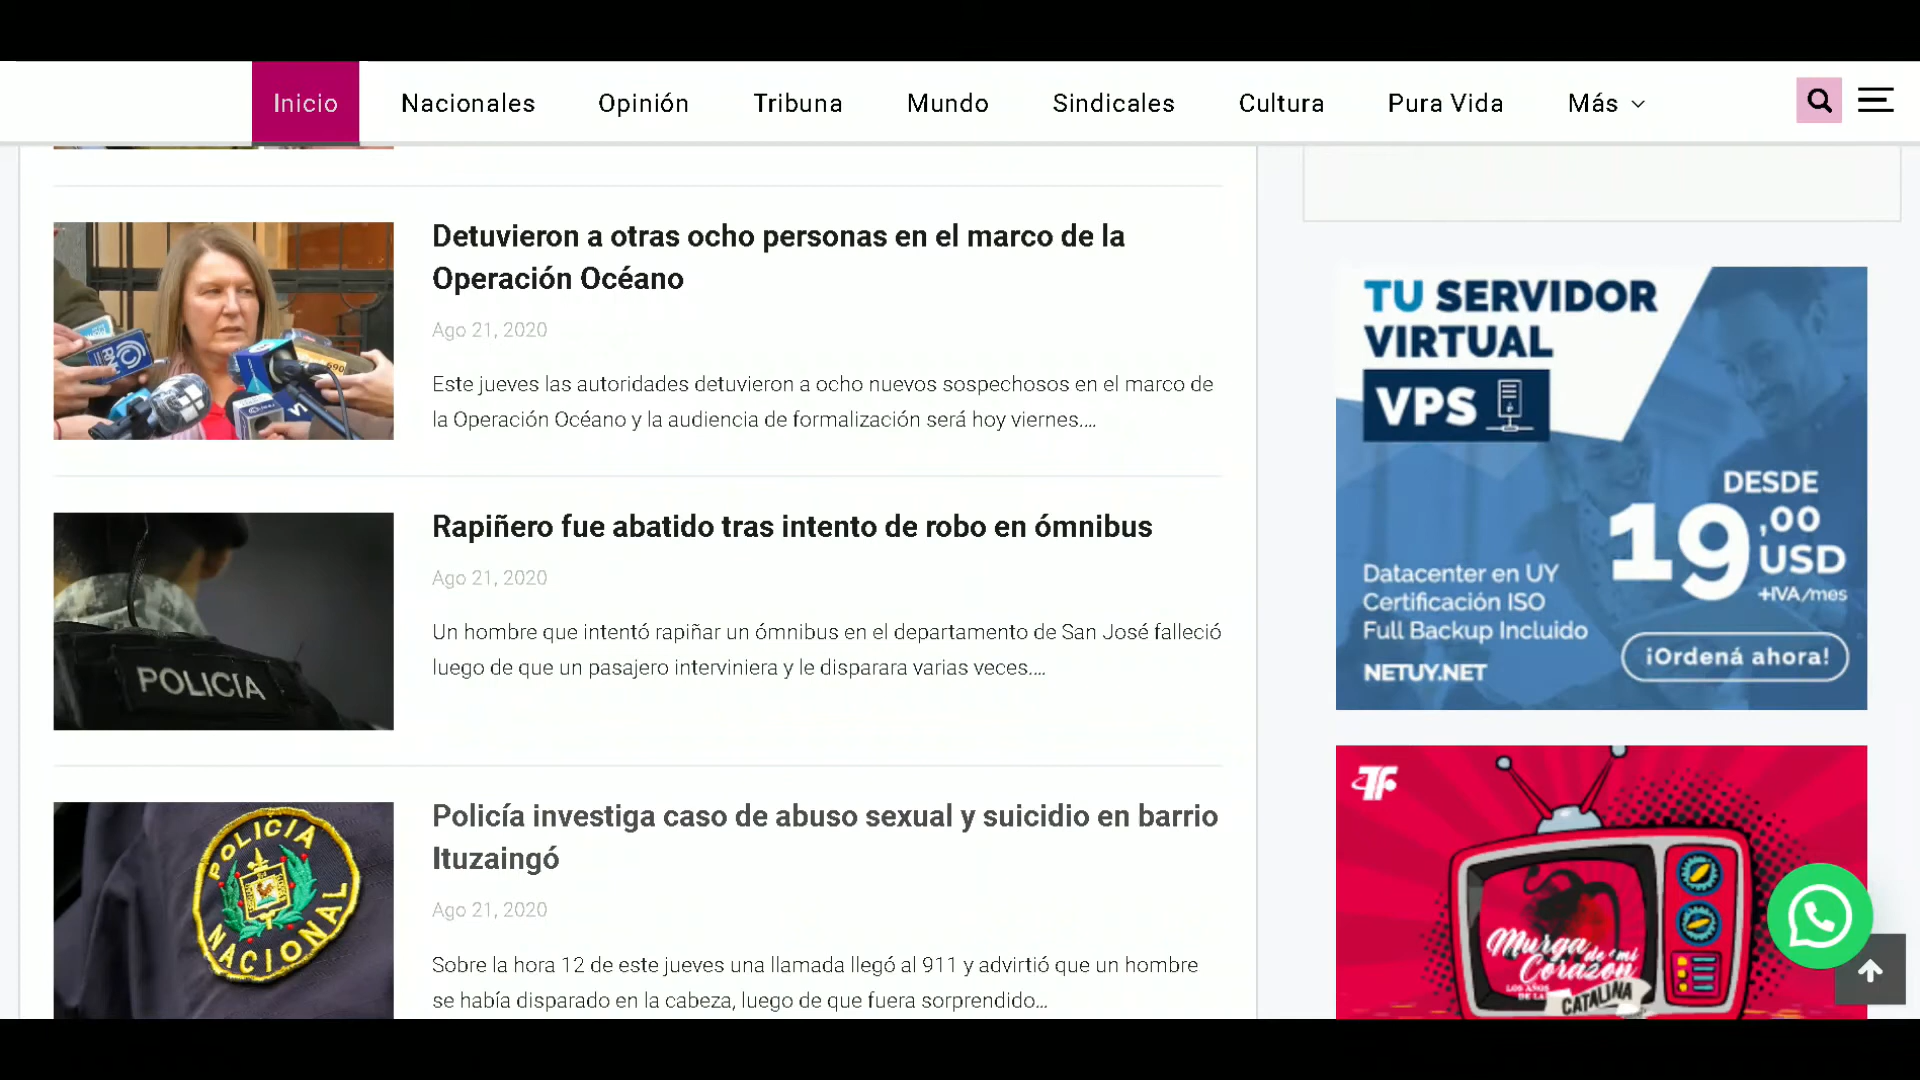 Inicio
Nacionales
Opinión
Tribuna
Mundo
Sindicales
Cultura
Pura Vida
Más
Detuvieron a otras ocho personas en el marco de la
Operación Océano
Ago 21, 2020
Este jueves las autoridades detuvieron a ocho nuevos sospechosos en el marco de
la Operación Océano y la audiencia de formalización será hoy viernes....
690
Rapiñero fue abatido tras intento de robo en ómnibus
Ago 21, 2020
Un hombre que intentó rapiñar un ómnibus en el departamento de San José falleció
luego de que un pasajero interviniera y le disparara varias veces....
POLICIA
Policía investiga caso de abuso sexual y suicidio en barrio
Ituzaingó
Ago 21, 2020
Sobre la hora 12 de este jueves una llamada llegó al 911 y advirtió que un hombre
se había disparado en la cabeza, luego de que fuera sorprendido...
POLICIA
NACIONAL
TU SERVIDOR
VIRTUAL
VPS
DESDE
19,00
USD
+IVA/mes
Datacenter en UY
Certificación ISO
Full Backup Incluido
NETUY.NET
¡Ordená ahora!
Murga de mi
Corazón
LOS AÑOS
DE LA
CATALINA